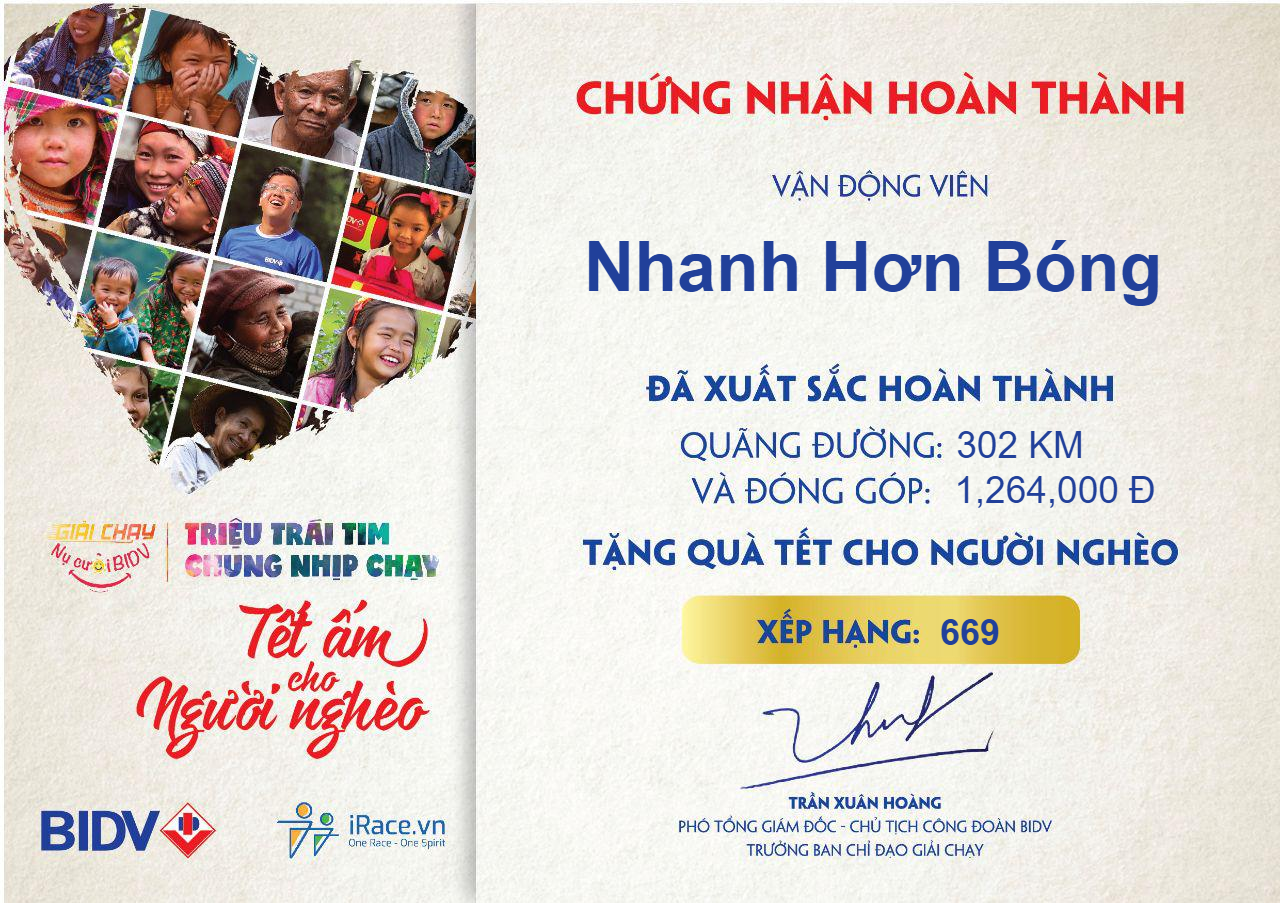 GIẢI CHẠY
Nụ cười BIDV
TRIỆU TRÁI TIM
CHUNG NHỊP CHẠY
Tết ấm
cho
Người nghèo
BIDV
iRace.vn
One Race - One Spirit
CHỨNG NHẬN HOÀN THÀNH
VẬN ĐỘNG VIÊN
Nhanh Hơn Bóng
ĐÃ XUẤT SẮC HOÀN THÀNH
QUÃNG ĐƯỜNG: 302 KM
VÀ ĐÓNG GÓP: 1,264,000 Đ
TẶNG QUÀ TẾT CHO NGƯỜI NGHÈO
XẾP HẠNG: 669
TRẦN XUÂN HOÀNG
PHÓ TỔNG GIÁM ĐỐC - CHỦ TỊCH CÔNG ĐOÀN BIDV
TRƯỞNG BAN CHỈ ĐẠO GIẢI CHẠY